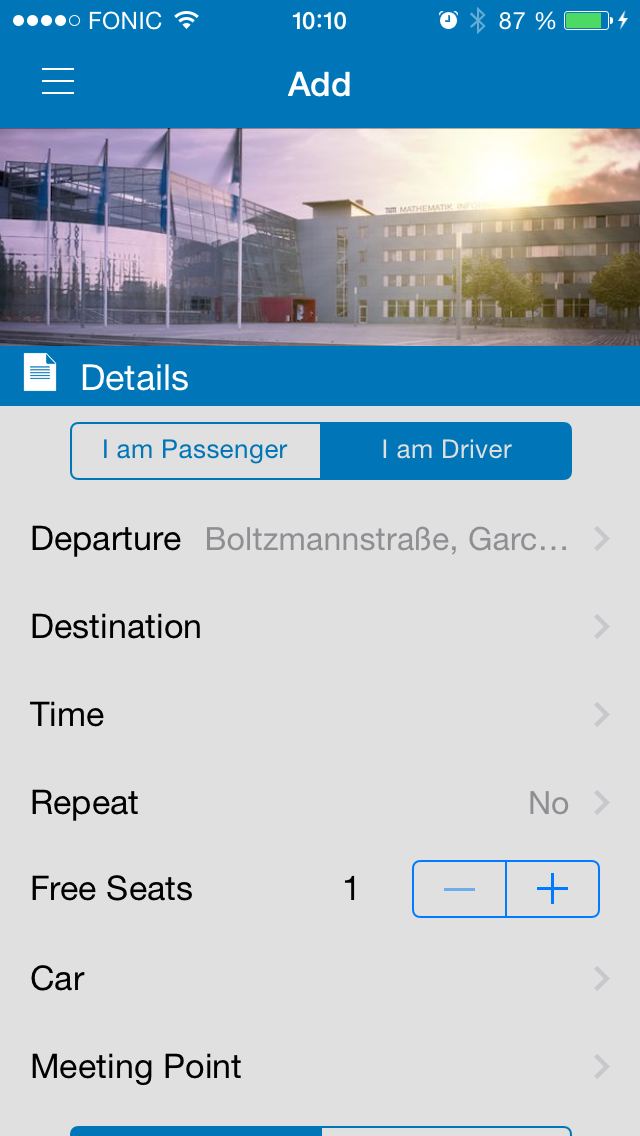 FONIC 10:10 87 %
Add
MATHEMATIK
Details
I am Passenger I am Driver
Departure Boltzmannstraße, Garc...
Destination
Time
Repeat No
Free Seats 1
Car
Meeting Point